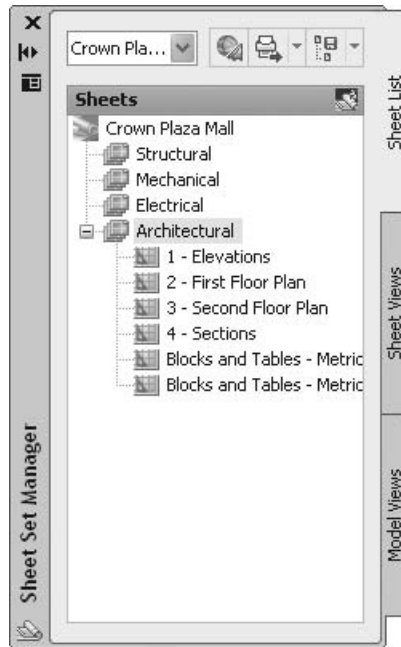 Crown Pla...
Sheets
Crown Plaza Mall
Structural
Mechanical
Electrical
Architectural
1 - Elevations
2 - First Floor Plan
3 - Second Floor Plan
4 - Sections
Blocks and Tables - Metric
Blocks and Tables - Metric
Sheet List
Sheet Views
Model Views
Sheet Set Manager